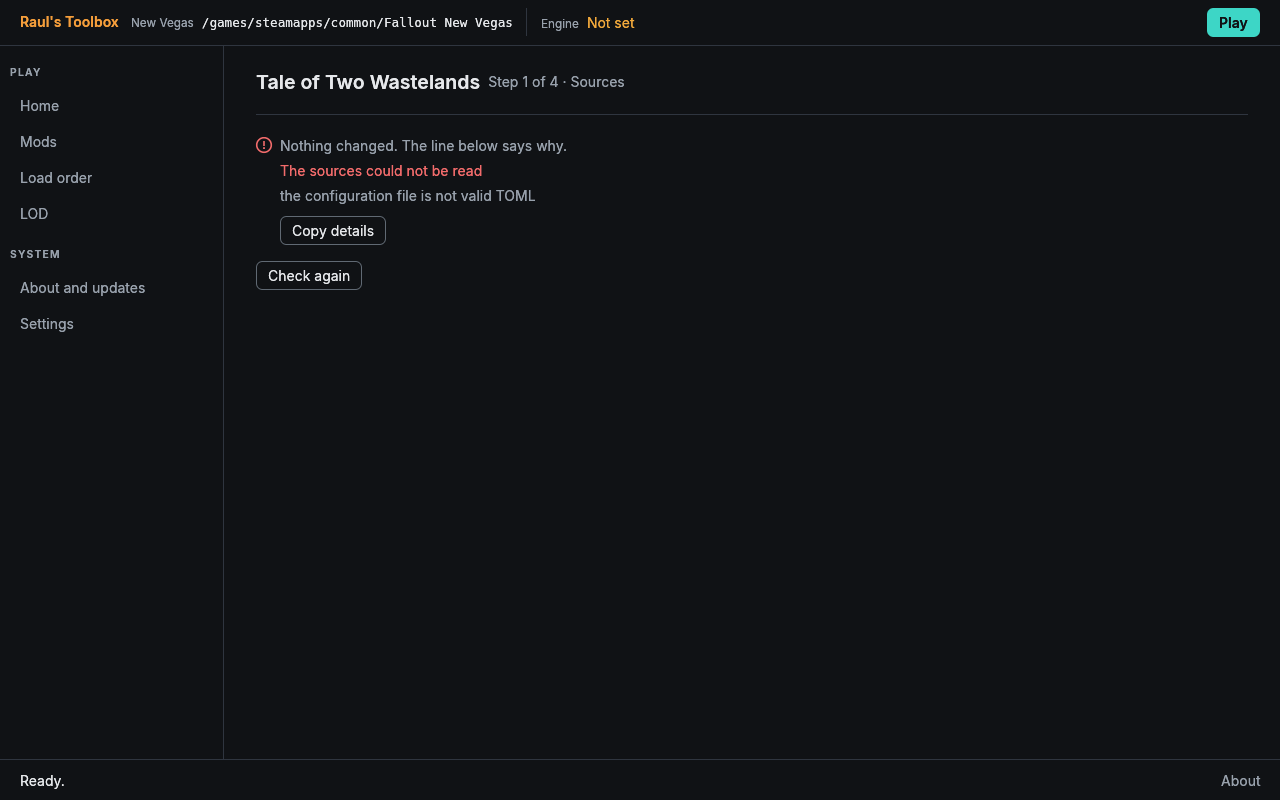 Raul's Toolbox New Vegas /games/steamapps/common/Fallout New Vegas Engine Not set Play
PLAY
Home
Mods
Load order
LOD
SYSTEM
About and updates
Settings
Tale of Two Wastelands Step 1 of 4 · Sources
Nothing changed. The line below says why.
The sources could not be read
the configuration file is not valid TOML
Copy details
Check again
Ready. About